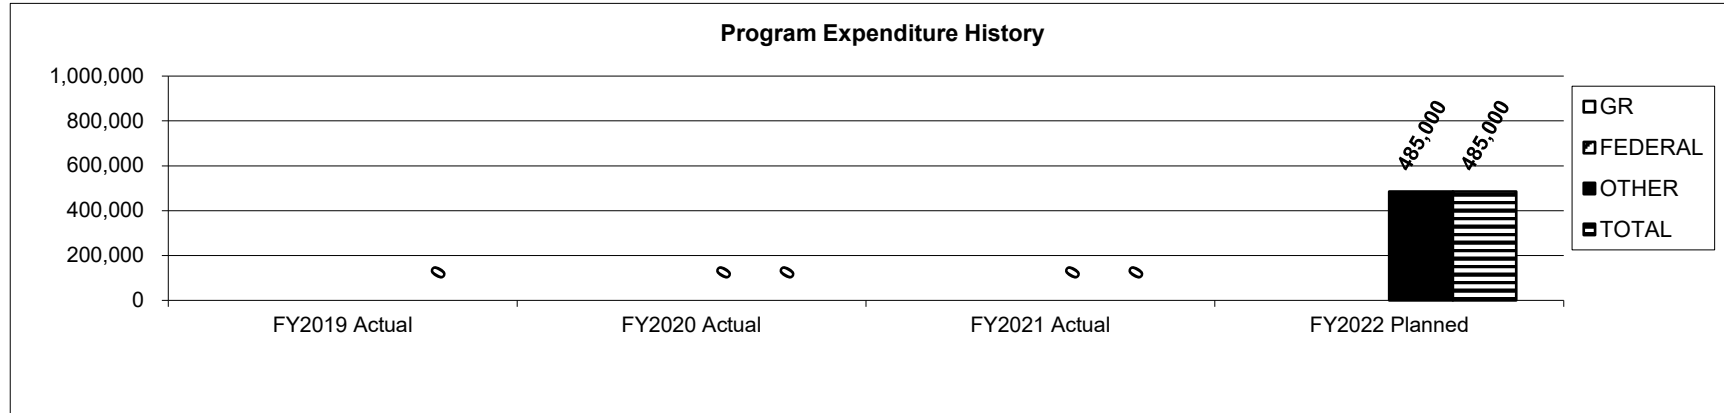 Program Expenditure History
1,000,000
800,000
600,000
400,000
200,000
0
0
0
0
0
0
485,000
485,000
FY2019 Actual
FY2020 Actual
FY2021 Actual
FY2022 Planned
GR
FEDERAL
OTHER
TOTAL